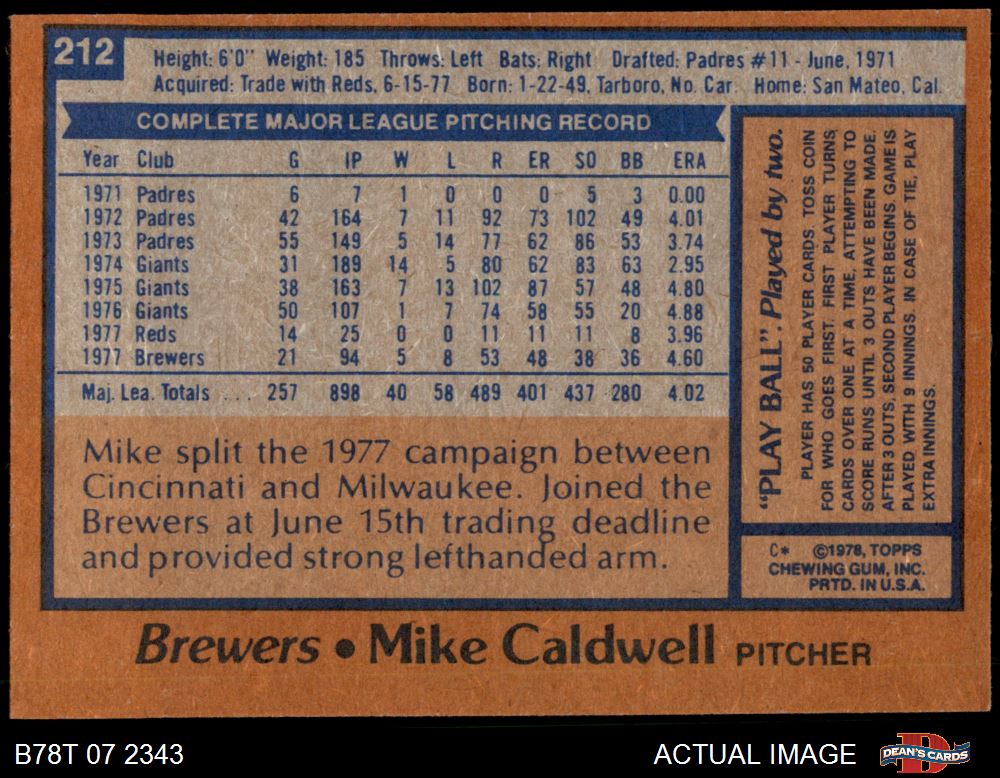 212
Height: 6'0" Weight: 185 Throws: Left Bats: Right Drafted: Padres #11 - June, 1971
Acquired: Trade with Reds, 6-15-77 Born: 1-22-49, Tarboro, No. Car. Home: San Mateo, Cal.
COMPLETE MAJOR LEAGUE PITCHING RECORD
Year Club G IP W L R ER SO BB ERA
1971 Padres 6 7 1 0 0 0 5 3 0.00
1972 Padres 42 164 7 11 92 73 102 49 4.01
1973 Padres 55 149 5 14 77 62 86 53 3.74
1974 Giants 31 189 14 5 80 62 83 63 2.95
1975 Giants 38 163 7 13 102 87 57 48 4.80
1976 Giants 50 107 1 7 74 58 55 20 4.88
1977 Reds 14 25 0 0 11 11 11 8 3.96
1977 Brewers 21 94 5 8 53 48 38 36 4.60
Maj. Lea. Totals . . . 257 898 40 58 489 401 437 280 4.02
Mike split the 1977 campaign between
Cincinnati and Milwaukee. Joined the
Brewers at June 15th trading deadline
and provided strong lefthanded arm.
"PLAY BALL". Played by two.
PLAYER HAS 50 PLAYER CARDS. TOSS COIN
FOR WHO GOES FIRST. FIRST PLAYER TURNS
CARDS OVER ONE AT A TIME, ATTEMPTING TO
SCORE RUNS UNTIL 3 OUTS HAVE BEEN MADE.
AFTER 3 OUTS, SECOND PLAYER BEGINS. GAME IS
PLAYED WITH 9 INNINGS. IN CASE OF TIE, PLAY
EXTRA INNINGS.
C* ©1978, TOPPS
CHEWING GUM, INC.
PRTD. IN U.S.A.
Brewers • Mike Caldwell PITCHER
B78T 07 2343
ACTUAL IMAGE
D
DEAN'S CARDS